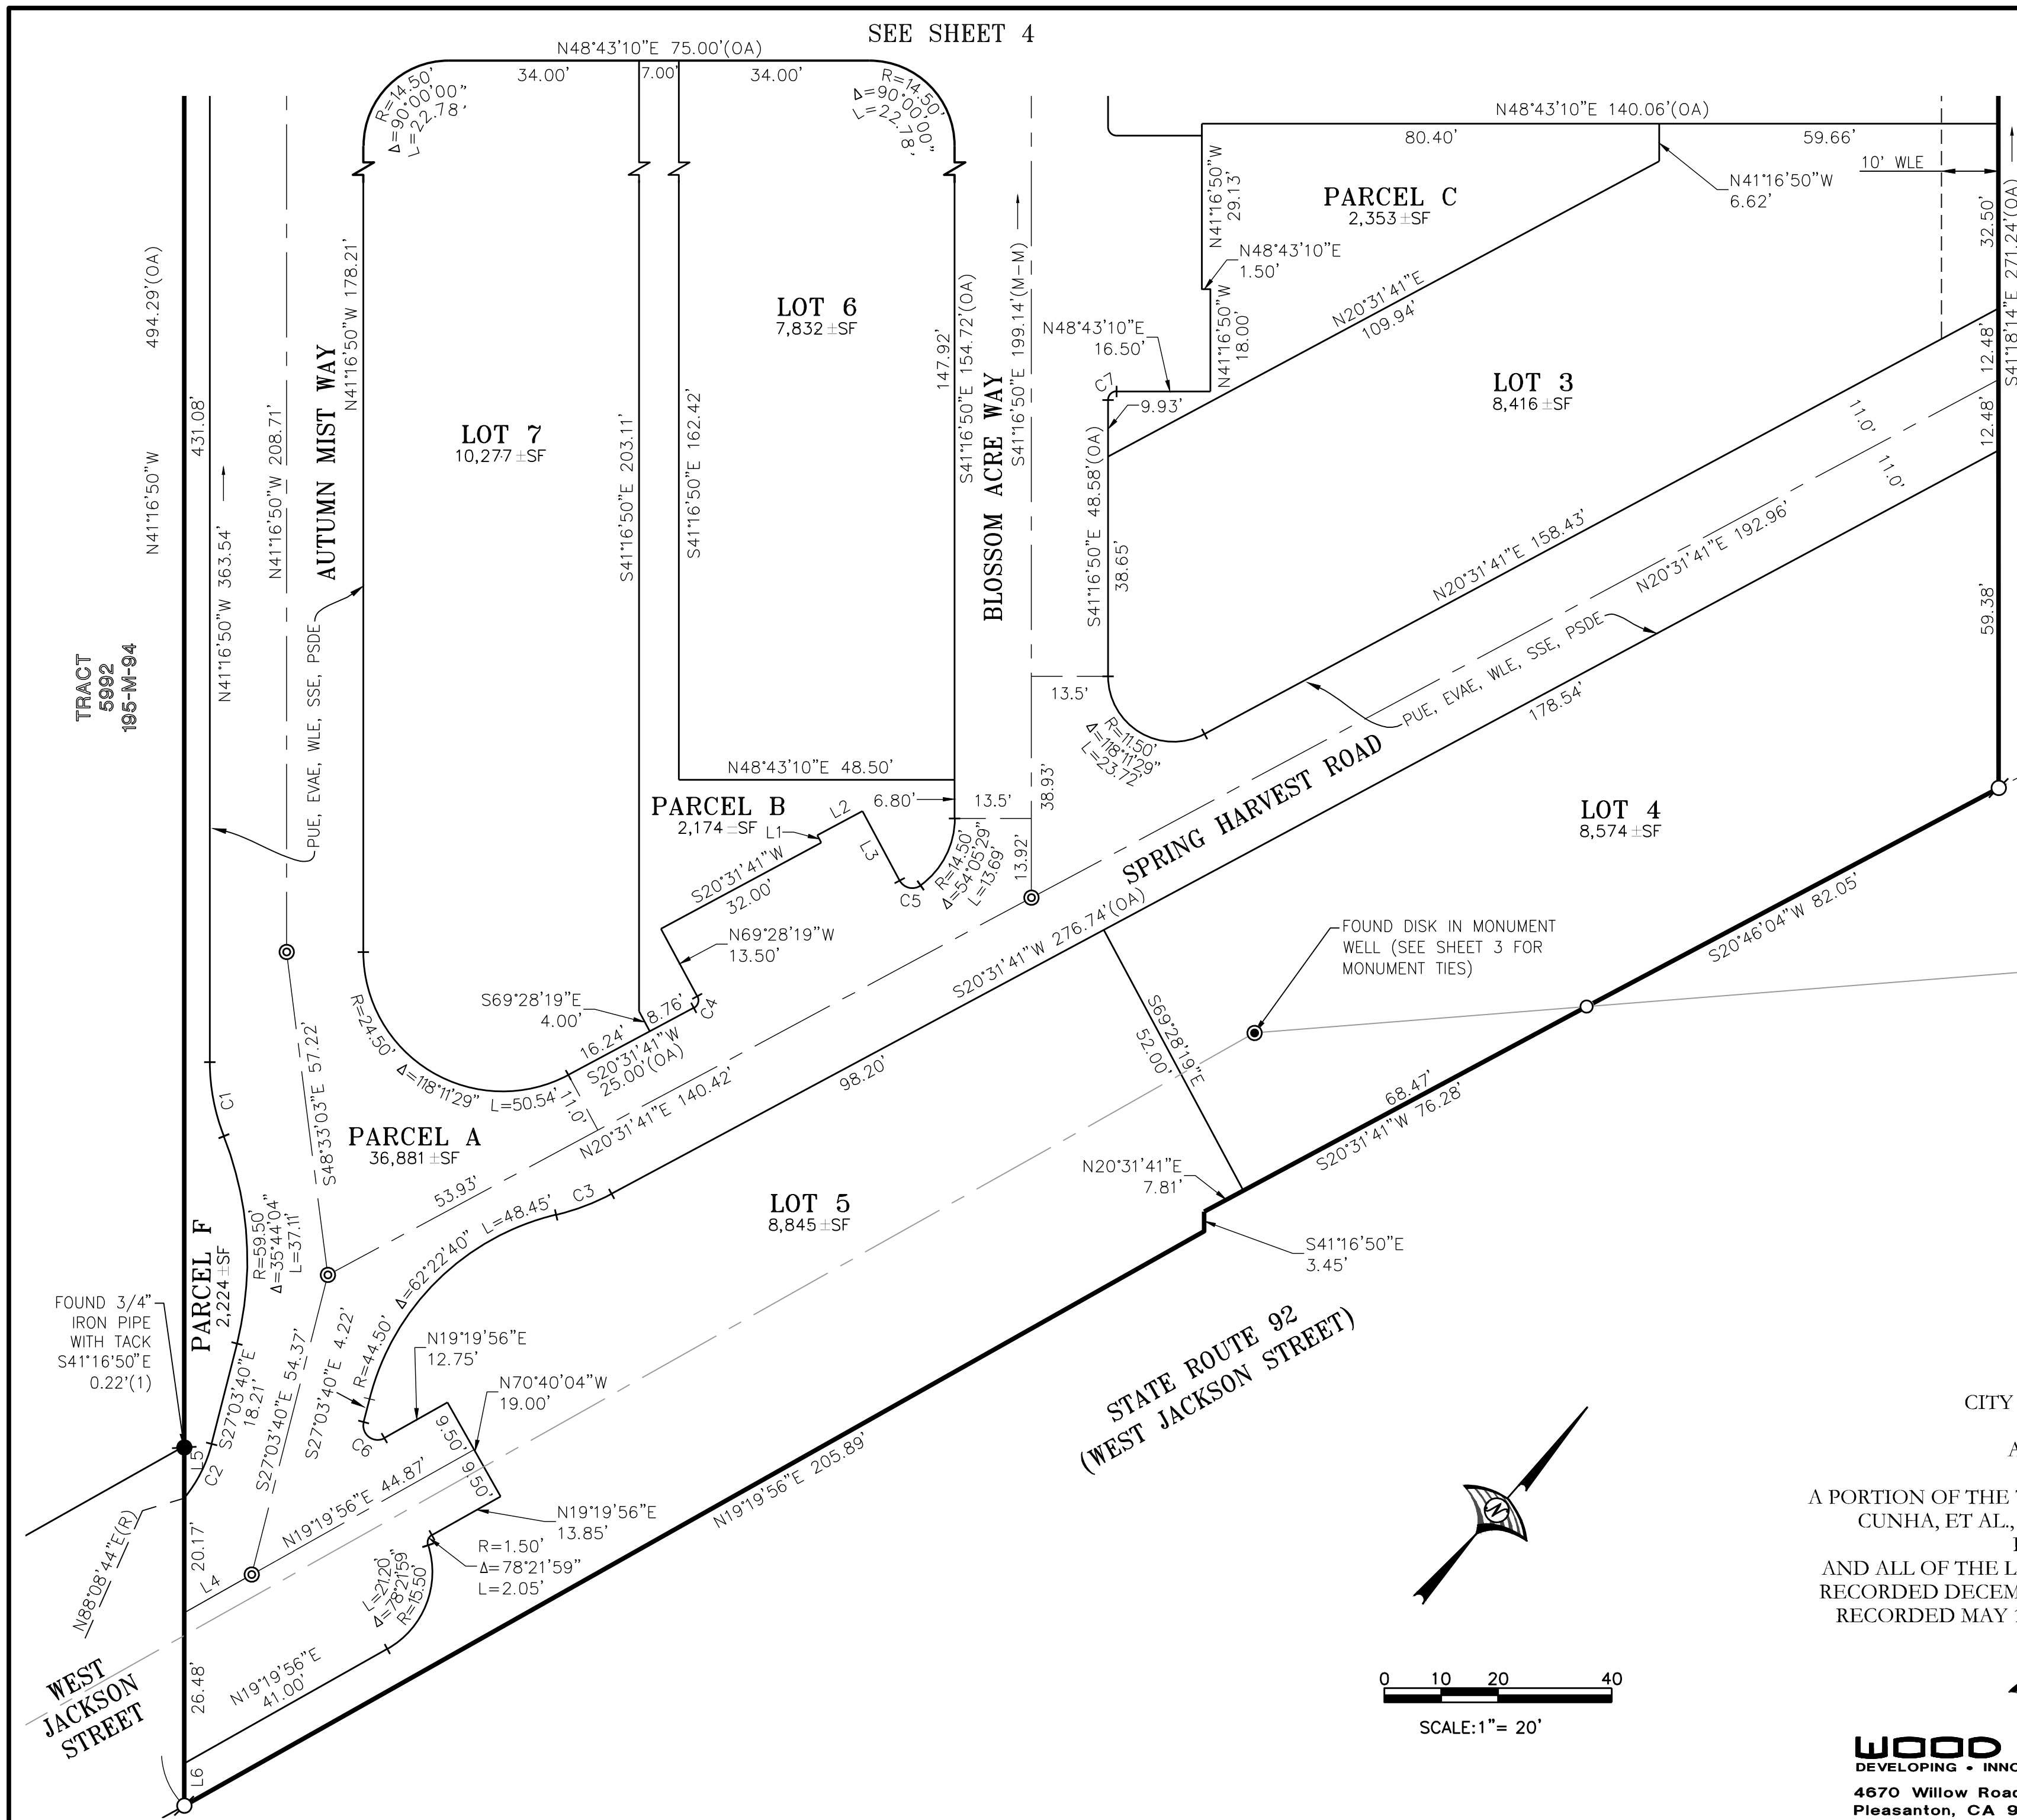 SEE SHEET 4
N48°43'10"E 75.00'(OA)
34.00'
7.00'
34.00'
R=14.50'
Δ=90°00'00"
L=22.78'
R=14.50'
Δ=90°00'00"
L=22.78'
N48°43'10"E 140.06'(OA)
80.40'
59.66'
10' WLE
N41°16'50"W
6.62'
N41°16'50"W
29.13'
PARCEL C
2,353±SF
N48°43'10"E
1.50'
N41°16'50"W
18.00'
N48°43'10"E
16.50'
C7
9.93'
N20°31'41"E
109.94'
32.50'
S41°18'14"E 271.24'(OA)
12.48'
12.48'
59.38'
494.29'(OA)
N41°16'50"W
431.08'
N41°16'50"W 363.54'
N41°16'50"W 208.71'
AUTUMN MIST WAY
N41°16'50"W 178.21'
LOT 7
10,277±SF
S41°16'50"E 203.11'
S41°16'50"E 162.42'
LOT 6
7,832±SF
147.92'
S41°16'50"E 154.72'(OA)
BLOSSOM ACRE WAY
S41°16'50"E 199.14'(M-M)
S41°16'50"E 48.58'(OA)
38.65'
LOT 3
8,416±SF
11.0'
11.0'
N20°31'41"E 158.43'
N20°31'41"E 192.96'
PUE, EVAE, WLE, SSE, PSDE
178.54'
TRACT
5992
195-M-94
PUE, EVAE, WLE, SSE, PSDE
13.5'
R=11.50'
Δ=118°11'29"
L=23.72'
N48°43'10"E 48.50'
6.80'
13.5'
38.93'
13.92'
PARCEL B
2,174±SF
L1
L2
L3
C5
R=14.50'
Δ=54°05'29"
L=13.69'
S20°31'41"W
32.00'
N69°28'19"W
13.50'
SPRING HARVEST ROAD
LOT 4
8,574±SF
FOUND DISK IN MONUMENT
WELL (SEE SHEET 3 FOR
MONUMENT TIES)
S20°46'04"W 82.05'
S20°31'41"W 276.74'(OA)
S69°28'19"E
4.00'
8.76'
C4
16.24'
S20°31'41"W
25.00'(OA)
11.0'
R=24.50'
Δ=118°11'29"
L=50.54'
S48°33'03"E 57.22'
C1
N20°31'41"E 140.42'
98.20'
S69°28'19"E
52.00'
68.47'
S20°31'41"W 76.28'
PARCEL A
36,881±SF
53.93'
N20°31'41"E
7.81'
S41°16'50"E
3.45'
LOT 5
8,845±SF
C3
L=48.45'
Δ=62°22'40"
R=44.50'
R=59.50'
Δ=35°44'04"
L=37.11'
PARCEL F
2,224±SF
FOUND 3/4"
IRON PIPE
WITH TACK
S41°16'50"E
0.22'(1)
S27°03'40"E
18.21'
S27°03'40"E 54.37'
S27°03'40"E 4.22'
N19°19'56"E
12.75'
N70°40'04"W
19.00'
C6
9.50'
9.50'
STATE ROUTE 92
(WEST JACKSON STREET)
L5
C2
N19°19'56"E 44.87'
N19°19'56"E
13.85'
R=1.50'
Δ=78°21'59"
L=2.05'
N19°19'56"E 205.89'
L=21.20'
Δ=78°21'59
R=15.50'
N88°08'44"E(R)
20.17'
L4
26.48'
N19°19'56"E
41.00'
L6
WEST
JACKSON
STREET
N
0 10 20 40
SCALE:1"= 20'
CITY
A
A PORTION OF THE
CUNHA, ET AL.,
AND ALL OF THE L
RECORDED DECEM
RECORDED MAY 1
WOOD
DEVELOPING • INNO
4670 Willow Road
Pleasanton, CA 9